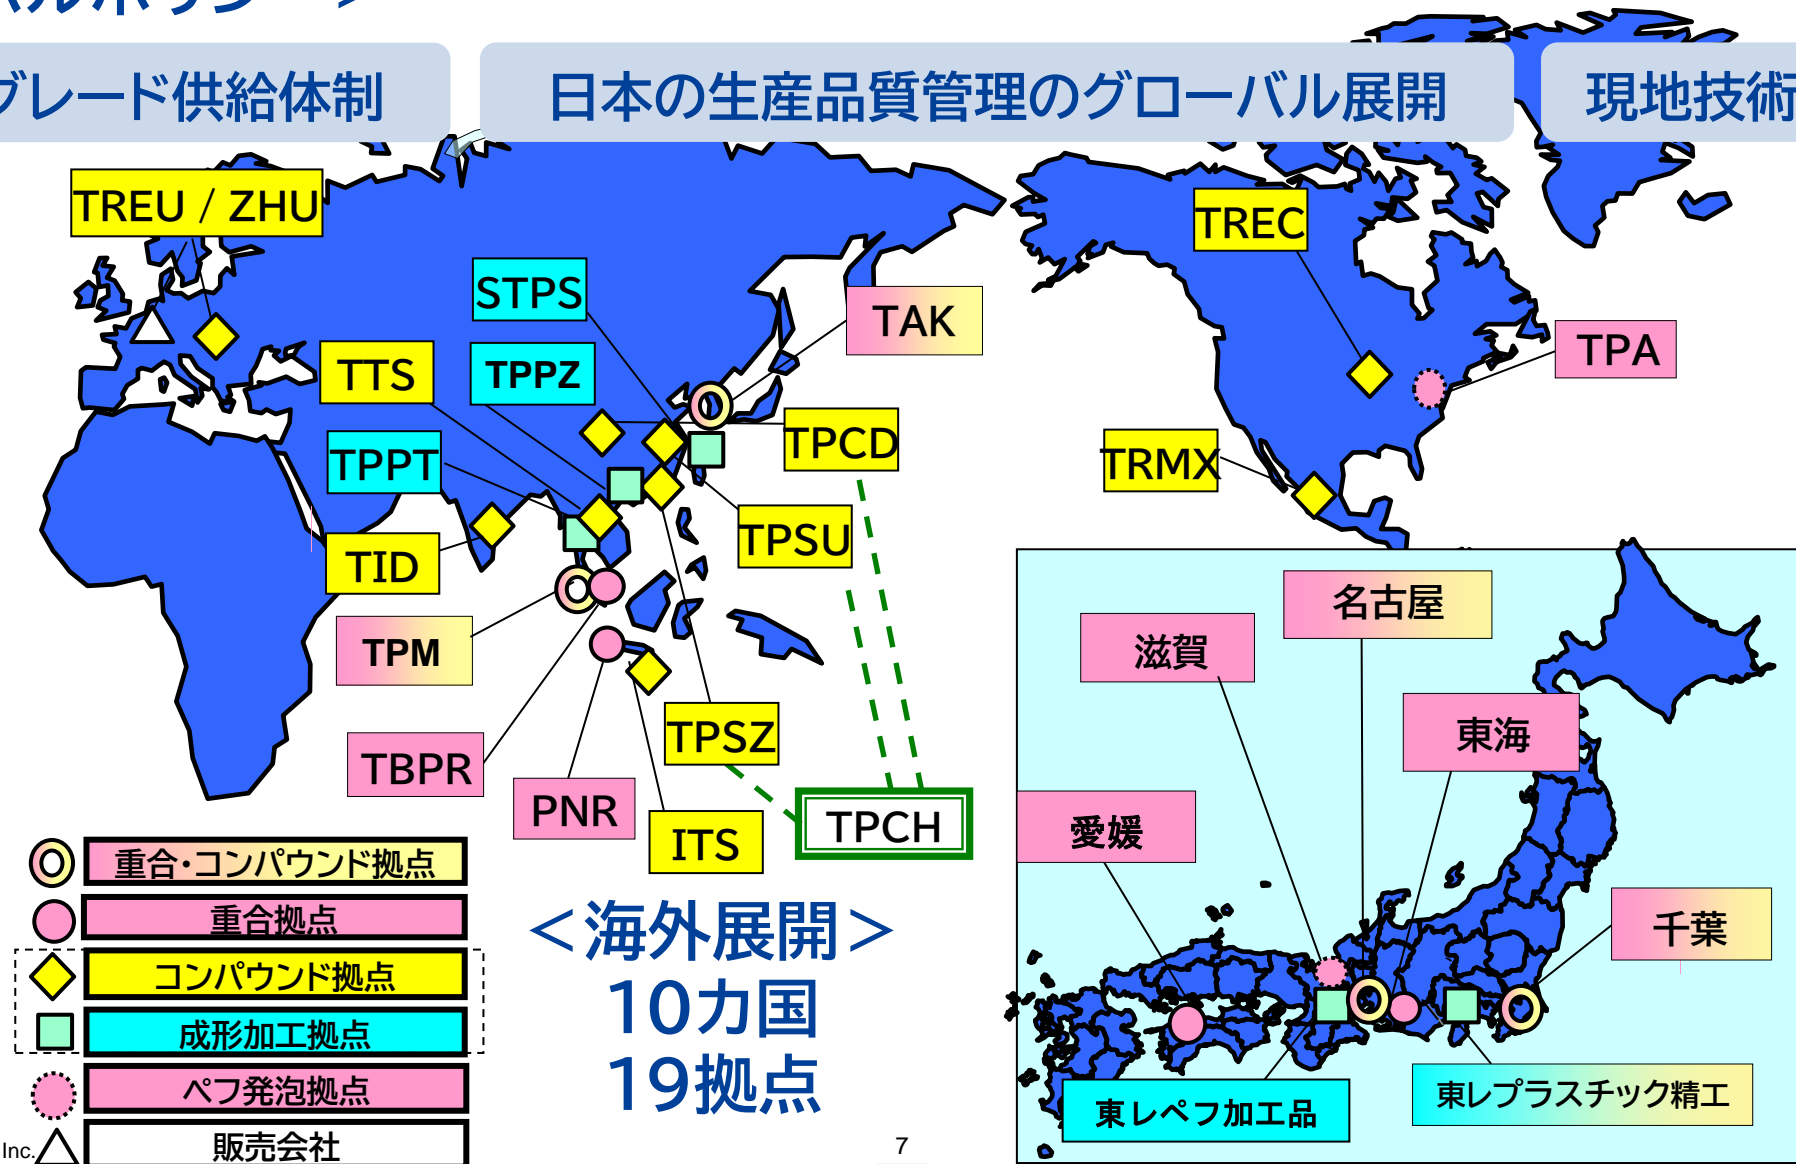 グレード供給体制
日本の生産品質管理のグローバル展開
現地技術
TREU / ZHU
TREC
STPS
TAK
TPA
TTS
TPPZ
TPCD
TPPT
TRMX
TPSU
TID
TPM
TPSZ
TBPR
PNR
ITS
TPCH
名古屋
滋賀
東海
愛媛
千葉
東レペフ加工品
東レプラスチック精工
重合・コンパウンド拠点
重合拠点
コンパウンド拠点
成形加工拠点
ペフ発泡拠点
販売会社
＜海外展開＞
10カ国
19拠点
Inc.
7